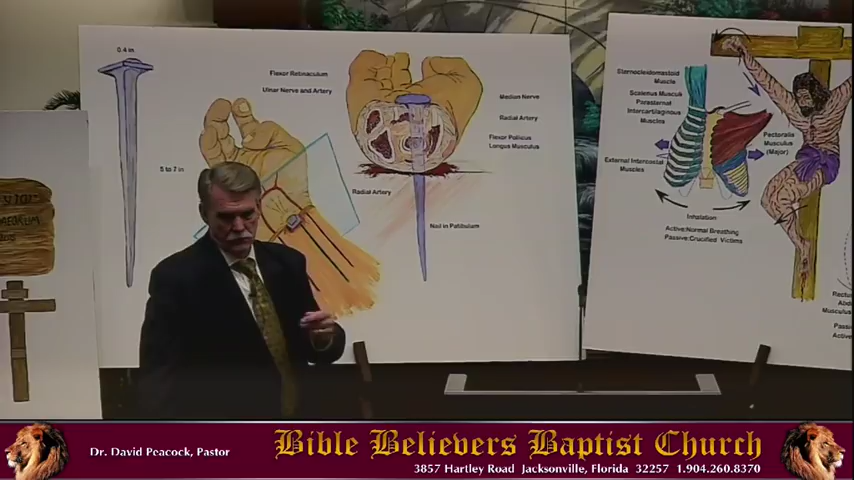 0.4 in.
5 to 7 in
Flexor Retinaculum
Ulnar Nerve and Artery
Median Nerve
Radial Artery
Flexor Pollicus
Longus Musculus
Radial Artery
Nail in Patibulam
Sternocleidomastoid
Muscle
Scalenus Musculi
Parasternal
Intercartilaginous
Muscles
External Intercostal
Muscles
Pectoralis
Musculus
(Major)
Inhalation
Active:Normal Breathing
Passive:Crucified Victims
Musculus
Dr. David Peacock, Pastor
Bible Believers Baptist Church
3857 Hartley Road Jacksonville, Florida 32257 1.904.260.8370